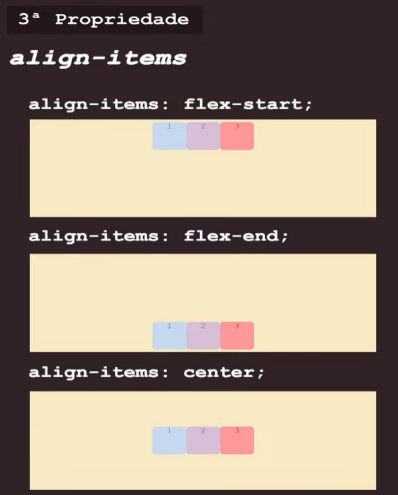 3ª Propriedade
align-items
align-items: flex-start;
1 2 3
align-items: flex-end;
1 2 3
align-items: center;
1 2 3